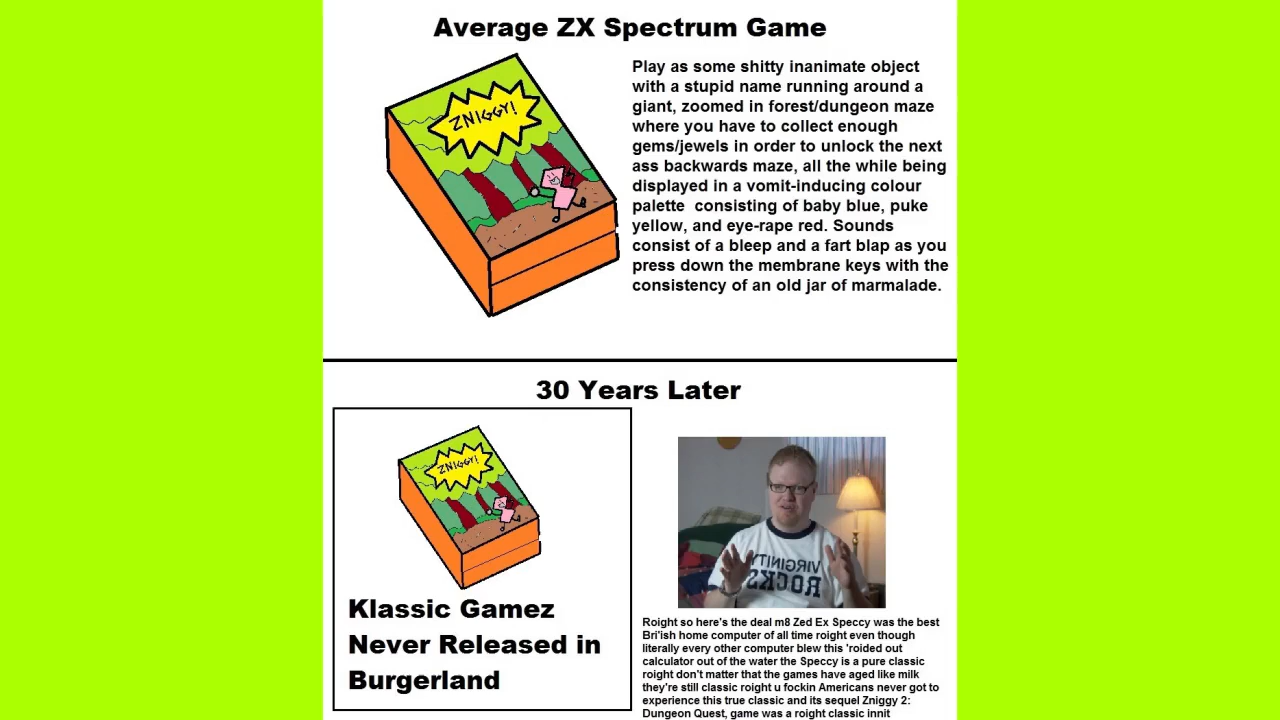 Average ZX Spectrum Game
ZNIGGY!
Play as some shitty inanimate object
with a stupid name running around a
giant, zoomed in forest/dungeon maze
where you have to collect enough
gems/jewels in order to unlock the next
ass backwards maze, all the while being
displayed in a vomit-inducing colour
palette  consisting of baby blue, puke
yellow, and eye-rape red. Sounds
consist of a bleep and a fart blap as you
press down the membrane keys with the
consistency of an old jar of marmalade.
30 Years Later
ZNIGGY!
Klassic Gamez
Never Released in
Burgerland
VIRGINITY
ROCKS
Roight so here's the deal m8 Zed Ex Speccy was the best
Bri'ish home computer of all time roight even though
literally every other computer blew this 'roided out
calculator out of the water the Speccy is a pure classic
roight don't matter that the games have aged like milk
they're still classic roight u fockin Americans never got to
experience this true classic and its sequel Zniggy 2:
Dungeon Quest, game was a roight classic innit